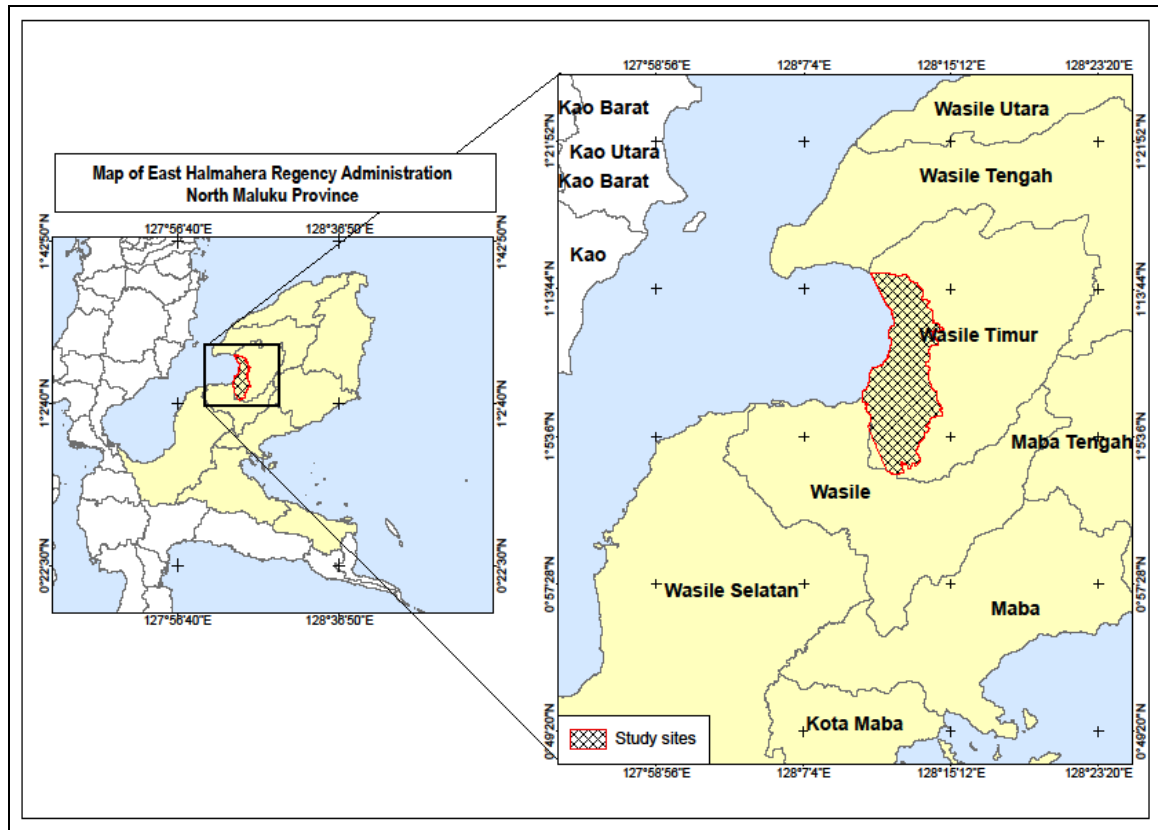 Map of East Halmahera Regency Administration
North Maluku Province
127°56'40"E 128°36'50"E
1°42'50"N 1°42'50"N
1°2'40"N 1°2'40"N
0°22'30"N 0°22'30"N
127°56'40"E 128°36'50"E
127°58'56"E 128°7'4"E 128°15'12"E 128°23'20"E
Kao Barat
Wasile Utara
1°21'52"N 1°21'52"N
Kao Utara
Kao Barat
Wasile Tengah
Kao
1°13'44"N 1°13'44"N
Wasile Timur
1°5'36"N 1°5'36"N
Maba Tengah
Wasile
0°57'28"N 0°57'28"N
Wasile Selatan
Maba
Kota Maba
0°49'20"N 0°49'20"N
Study sites
127°58'56"E 128°7'4"E 128°15'12"E 128°23'20"E